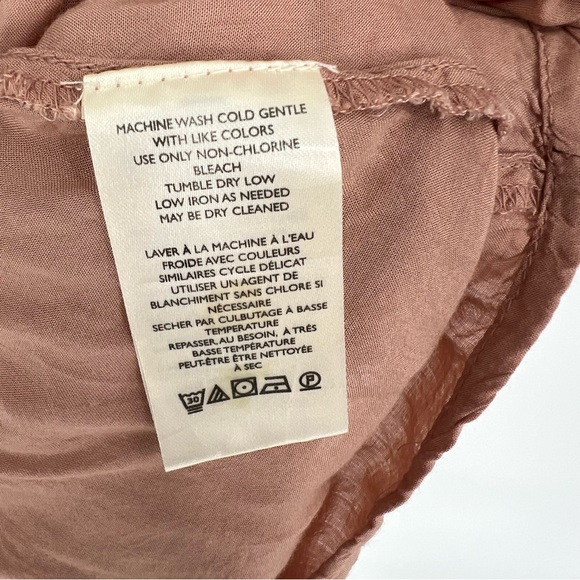 MACHINE WASH COLD GENTLE
WITH LIKE COLORS
USE ONLY NON-CHLORINE
BLEACH
TUMBLE DRY LOW
LOW IRON AS NEEDED
MAY BE DRY CLEANED
LAVER À LA MACHINE À L'EAU
FROIDE AVEC COULEURS
SIMILAIRES CYCLE DÉLICAT
UTILISER UN AGENT DE
BLANCHIMENT SANS CHLORE SI
NÉCESSAIRE
SECHER PAR CULBUTAGE À BASSE
TEMPERATURE
REPASSER, AU BESOIN, À TRÉS
BASSE TEMPÉRATURE
PEUT-ÊTRE ÊTRE NETTOYÉE
À SEC
30 P